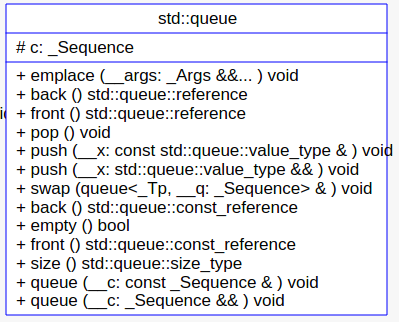 std::queue
# c: _Sequence
+ emplace (__args: _Args &&... ) void
+ back () std::queue::reference
+ front () std::queue::reference
+ pop () void
+ push (__x: const std::queue::value_type & ) void
+ push (__x: std::queue::value_type && ) void
+ swap (queue<_Tp, __q: _Sequence> & ) void
+ back () std::queue::const_reference
+ empty () bool
+ front () std::queue::const_reference
+ size () std::queue::size_type
+ queue (__c: const _Sequence & ) void
+ queue (__c: _Sequence && ) void